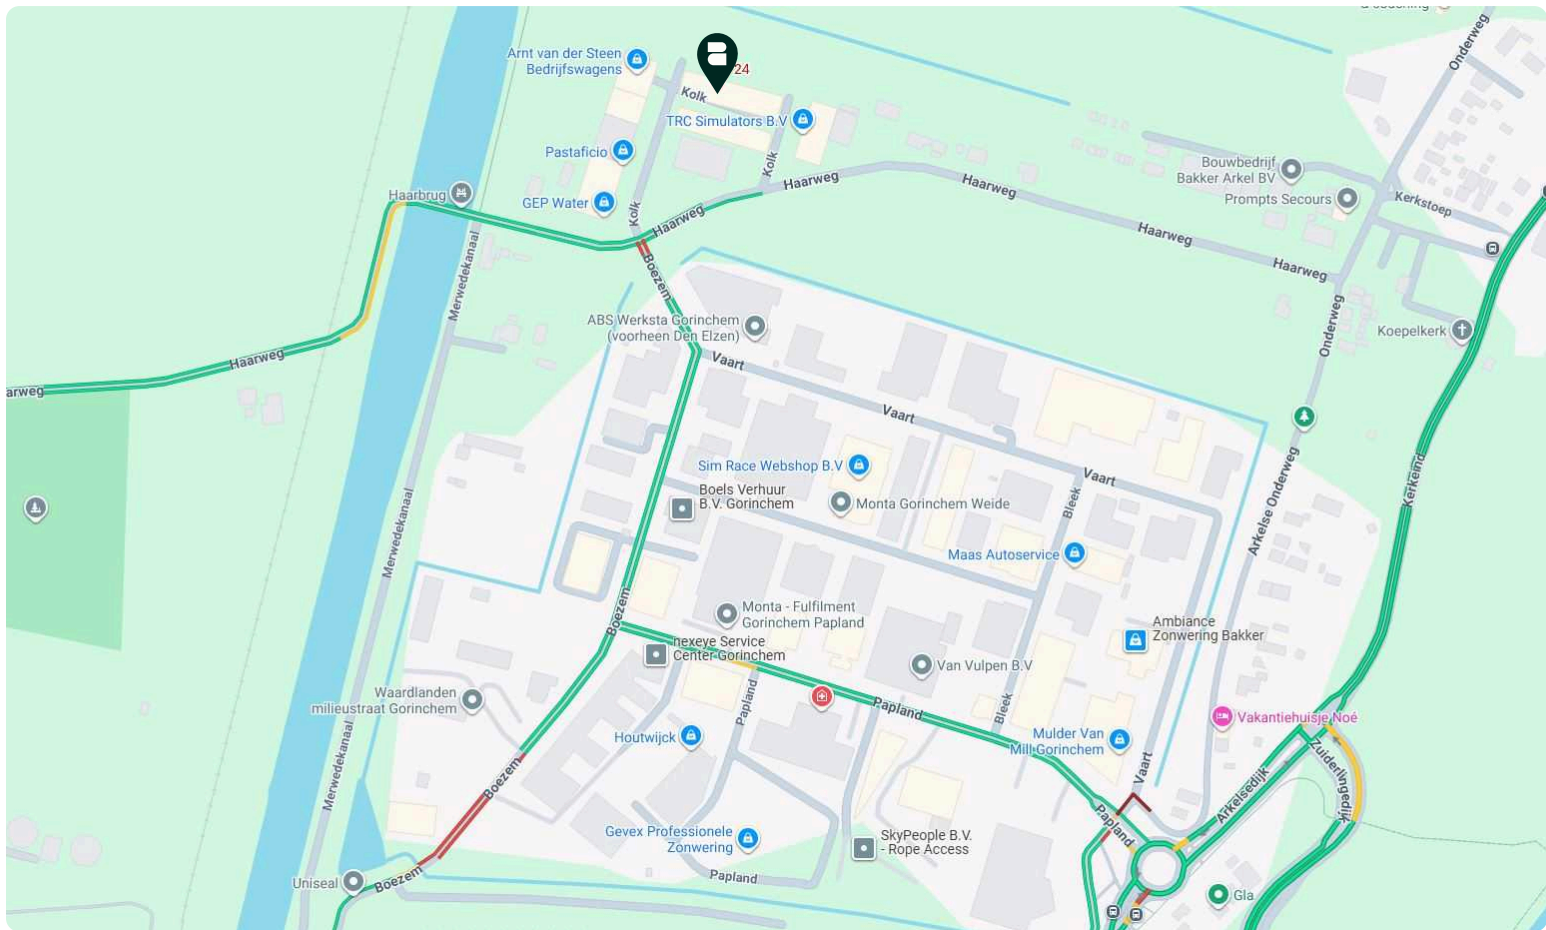 Onderweg
Arnt van der Steen
Bedrijfswagens
24
Kolk
TRC Simulators B.V
Pastaficio
Kolk
Haarweg
Haarweg
Bouwbedrijf
Bakker Arkel BV
Prompts Secours
Kerkstoep
Haarbrug
GEP Water
Kolk
Haarweg
Haarweg
Haarweg
Merwedekanaal
Boezem
ABS Werksta Gorinchem
(voorheen Den Elzen)
Onderweg
Koepelkerk
Haarweg
Vaart
arweg
Vaart
Sim Race Webshop B.V
Vaart
Kerkeind
Boels Verhuur
B.V. Gorinchem
Monta Gorinchem Weide
Bleek
Arkelse Onderweg
Merwedekanaal
Maas Autoservice
Boezem
Monta - Fulfilment
Gorinchem Papland
Ambiance
Zonwering Bakker
nexeye Service
Center Gorinchem
Van Vulpen B.V
Waardlanden
milieustraat Gorinchem
Papland
Papland
Bleek
Vakantiehuisje Noé
Houtwijck
Mulder Van
Mill Gorinchem
Merwedekanaal
Boezem
Vaart
Zuiderlingedijk
Arkelsedijk
Papland
Gevex Professionele
Zonwering
SkyPeople B.V.
- Rope Access
Uniseal
Boezem
Papland
Gla